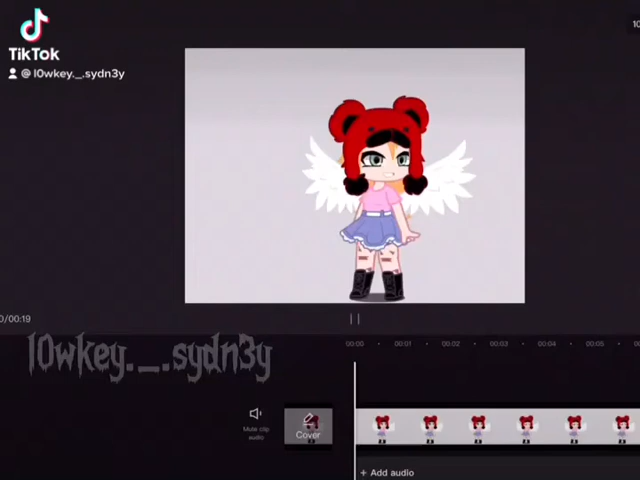 TikTok
@ l0wkey._.sydn3y
0/00:19
l0wkey._.sydn3y
00:00
00:01
00:02
00:03
00:04
00:05
Mute clip
audio
Cover
+ Add audio